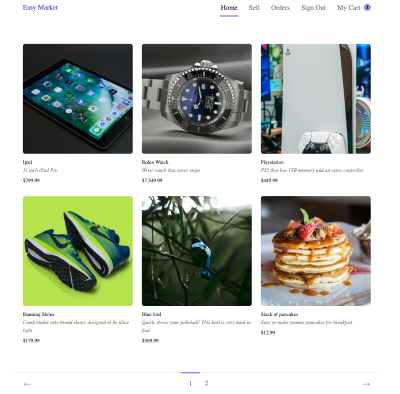 Easy Market
Home Sell Orders Sign Out My Cart
Ipad Rolex Watch Playstation
11 inch iPad Pro Wrist watch that never stops PS5 that has 1TB memory and an extra controller
$299.99 $7,549.99 $449.99
Running Shoes Blue bird Stack of pancakes
Comfortable nike brand shoes, designed to be ultra light Quick, throw your pokeball! This bird is very hard to find. Easy to make yummy pancakes for breakfast
$179.99 $569.99 $12.99
← 1 2 →